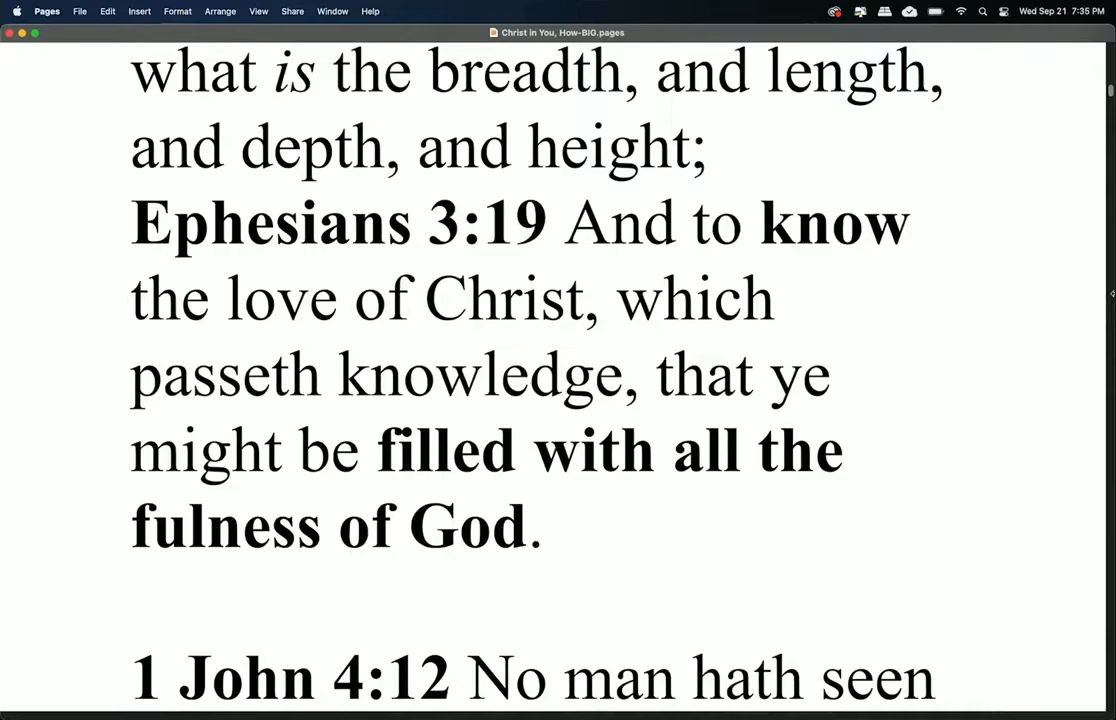 Pages File Edit Insert Format Arrange View Share Window Help Wed Sep 21 7:35 PM
Christ in You, How-BIG.pages
what is the breadth, and length,
and depth, and height;
Ephesians 3:19 And to know
the love of Christ, which
passeth knowledge, that ye
might be filled with all the
fulness of God.
1 John 4:12 No man hath seen